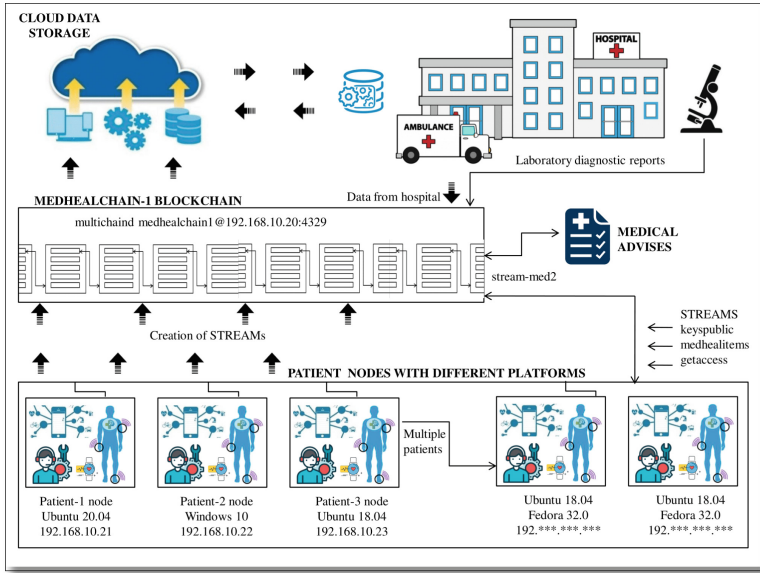 CLOUD DATA
STORAGE
HOSPITAL
AMBULANCE
Laboratory diagnostic reports
MEDHEALCHAIN-1 BLOCKCHAIN
Data from hospital
multichaind medhealchain1@192.168.10.20:4329
MEDICAL
ADVISES
stream-med2
Creation of STREAMs
STREAMS
keyspublic
medhealitems
getaccess
PATIENT NODES WITH DIFFERENT PLATFORMS
Multiple
patients
Patient-1 node
Ubuntu 20.04
192.168.10.21
Patient-2 node
Windows 10
192.168.10.22
Patient-3 node
Ubuntu 18.04
192.168.10.23
Ubuntu 18.04
Fedora 32.0
192.***.***.***
Ubuntu 18.04
Fedora 32.0
192.***.***.***